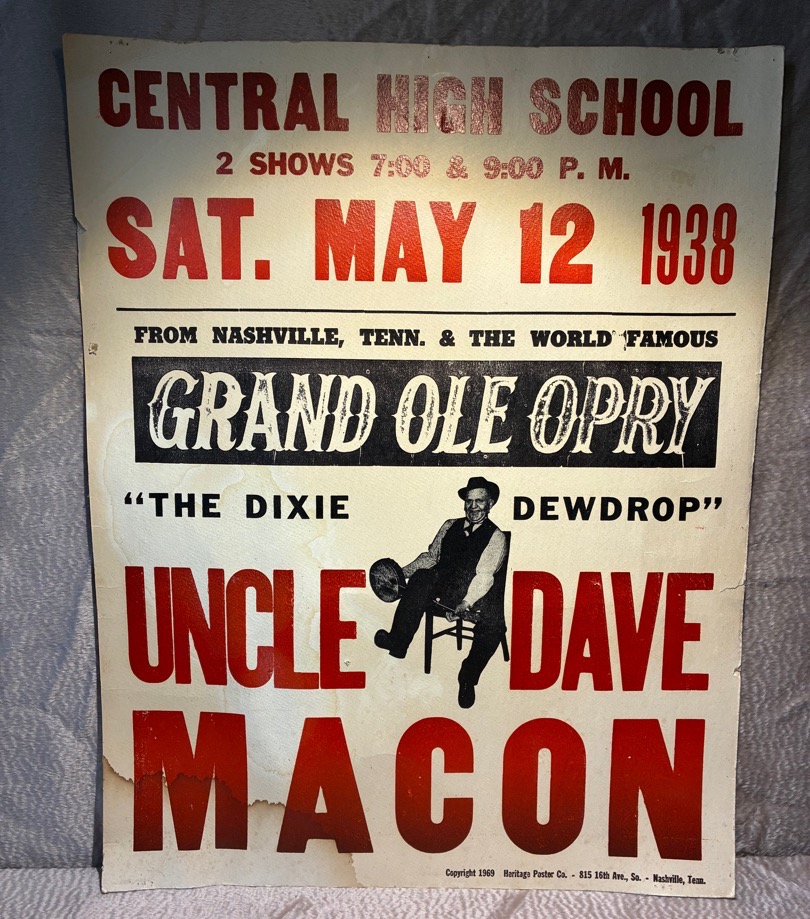 CENTRAL HIGH SCHOOL
2 SHOWS 7:00 & 9:00 P. M.
SAT. MAY 12 1938
FROM NASHVILLE, TENN. & THE WORLD FAMOUS
GRAND OLE OPRY
“THE DIXIE DEWDROP”
UNCLE DAVE
MACON
Copyright 1969 Heritage Poster Co. - 815 16th Ave., So. - Nashville, Tenn.